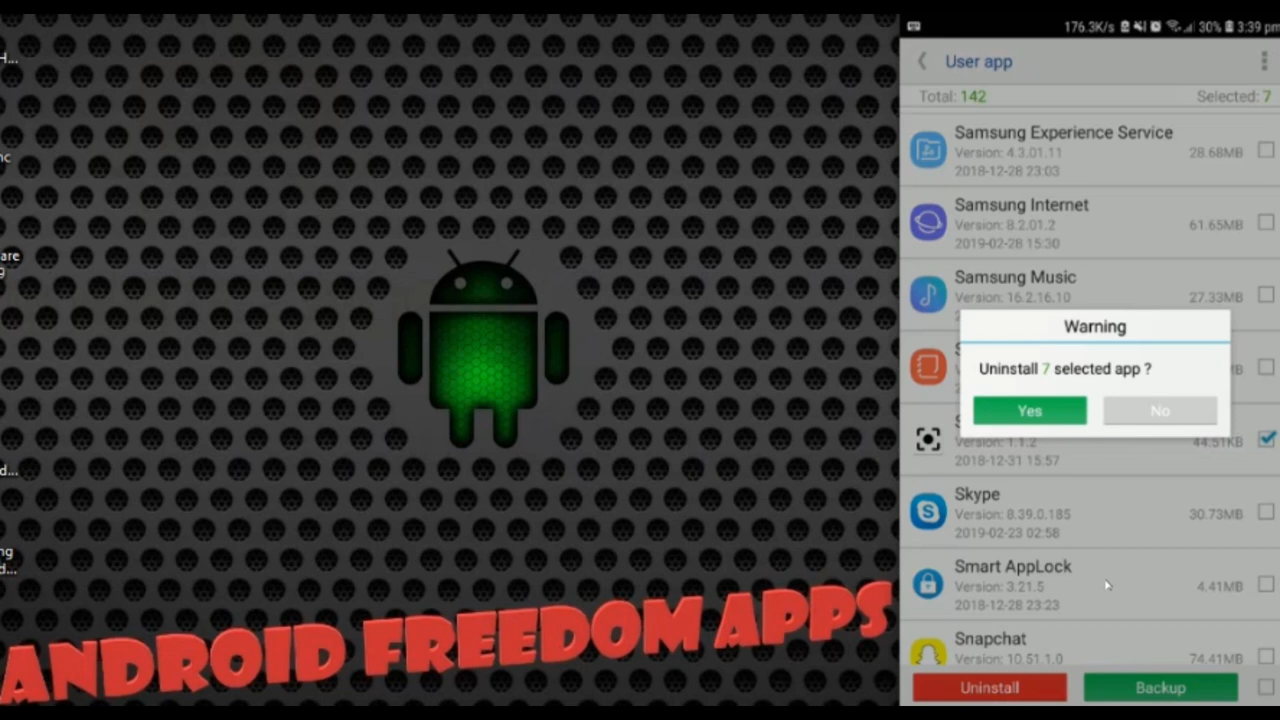 H...
nc
are
g
d...
ng
d...
ANDROID FREEDOM APPS
176.3K/s 30% 3:39 pm
User app
Total: 142 Selected: 7
Samsung Experience Service
Version: 4.3.01.11 28.68MB
2018-12-28 23:03
Samsung Internet
Version: 8.2.01.2 61.65MB
2019-02-28 15:30
Samsung Music
Version: 16.2.16.10 27.33MB
Warning
Uninstall 7 selected app ?
Yes No
Version: 1.1.2 44.51KB
2018-12-31 15:57
Skype
Version: 8.39.0.185 30.73MB
2019-02-23 02:58
Smart AppLock
Version: 3.21.5 4.41MB
2018-12-28 23:23
Snapchat
Version: 10.51.1.0 74.41MB
Uninstall Backup